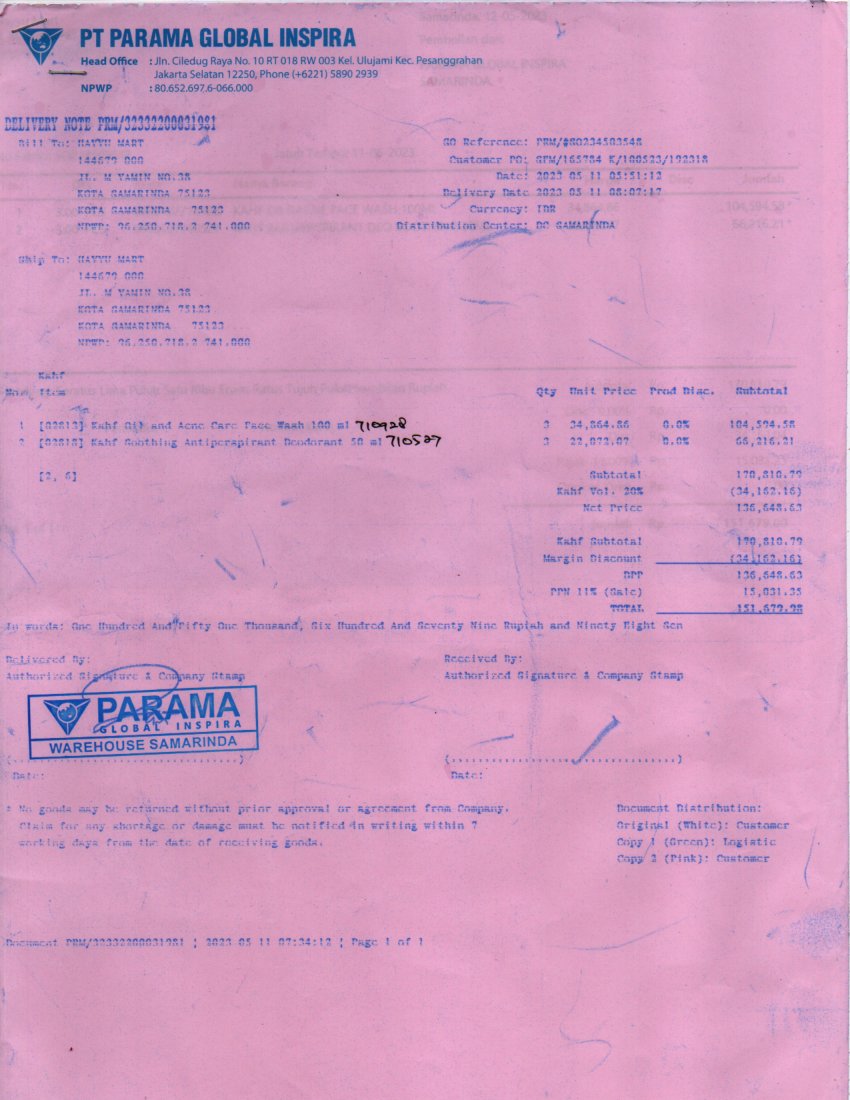 PT PARAMA GLOBAL INSPIRA
Head Office : Jln. Ciledug Raya No. 10 RT 018 RW 003 Kel. Ulujami Kec. Pesanggrahan
Jakarta Selatan 12250, Phone (+6221) 5890 2939
NPWP : 80.652.697.6-066.000
DELIVERY NOTE PRM/32332200031981
Bill To: HAYYU MART
144679 000
JL. M YAMIN NO.38
KOTA SAMARINDA 75123
KOTA SAMARINDA 75123
NPWP: 96.250.718.2 741.000
SO Reference: PRM/#SO234503548
Customer PO: GFM/165784 K/100523/192318
Date: 2023 05 11 05:51:12
Delivery Date 2023 05 11 08:07:17
Currency: IDR
Distribution Center: DC SAMARINDA
Ship To: HAYYU MART
144679 000
JL. M YAMIN NO.38
KOTA SAMARINDA 75123
KOTA SAMARINDA 75123
NPWP: 96.250.718.2 741.000
Kahf
No. Item Qty Unit Price Prod Disc. Subtotal
1 [02813] Kahf Oil and Acne Care Face Wash 100 ml 710928 3 34,864.86 0.0% 104,594.58
2 [02818] Kahf Soothing Antiperspirant Deodorant 50 ml 710527 3 22,072.07 0.0% 66,216.21
[2, 6]
Subtotal 170,810.79
Kahf Vol. 20% (34,162.16)
Net Price 136,648.63
Kahf Subtotal 170,810.79
Margin Discount (34,162.16)
DPP 136,648.63
PPN 11% (Sale) 15,031.35
TOTAL 151,679.98
In words: One Hundred And Fifty One Thousand, Six Hundred And Seventy Nine Rupiah and Ninety Eight Sen
Delivered By:
Authorized Signature & Company Stamp
Received By:
Authorized Signature & Company Stamp
PARAMA
GLOBAL INSPIRA
WAREHOUSE SAMARINDA
Date:
Date:
* No goods may be returned without prior approval or agreement from Company.
Claim for any shortage or damage must be notified in writing within 7
working days from the date of receiving goods.
Document Distribution:
Original (White): Customer
Copy 1 (Green): Logistic
Copy 2 (Pink): Customer
Document PRM/32332200031981 | 2023 05 11 07:34:12 | Page 1 of 1